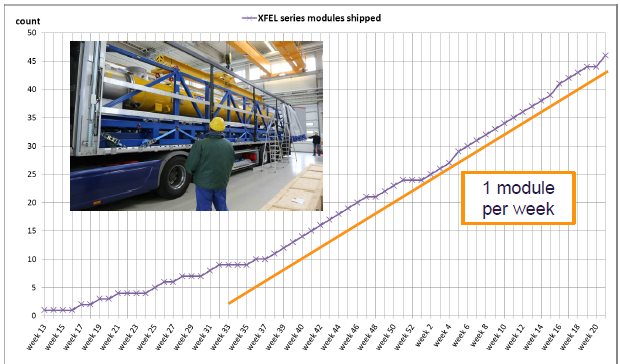 count
XFEL series modules shipped
50
45
40
35
30
25
20
15
10
5
0
1 module
per week
week 13
week 15
week 17
week 19
week 21
week 23
week 25
week 27
week 29
week 31
week 33
week 35
week 37
week 39
week 40
week 42
week 44
week 46
week 48
week 50
week 52
week 2
week 4
week 6
week 8
week 10
week 12
week 14
week 16
week 18
week 20